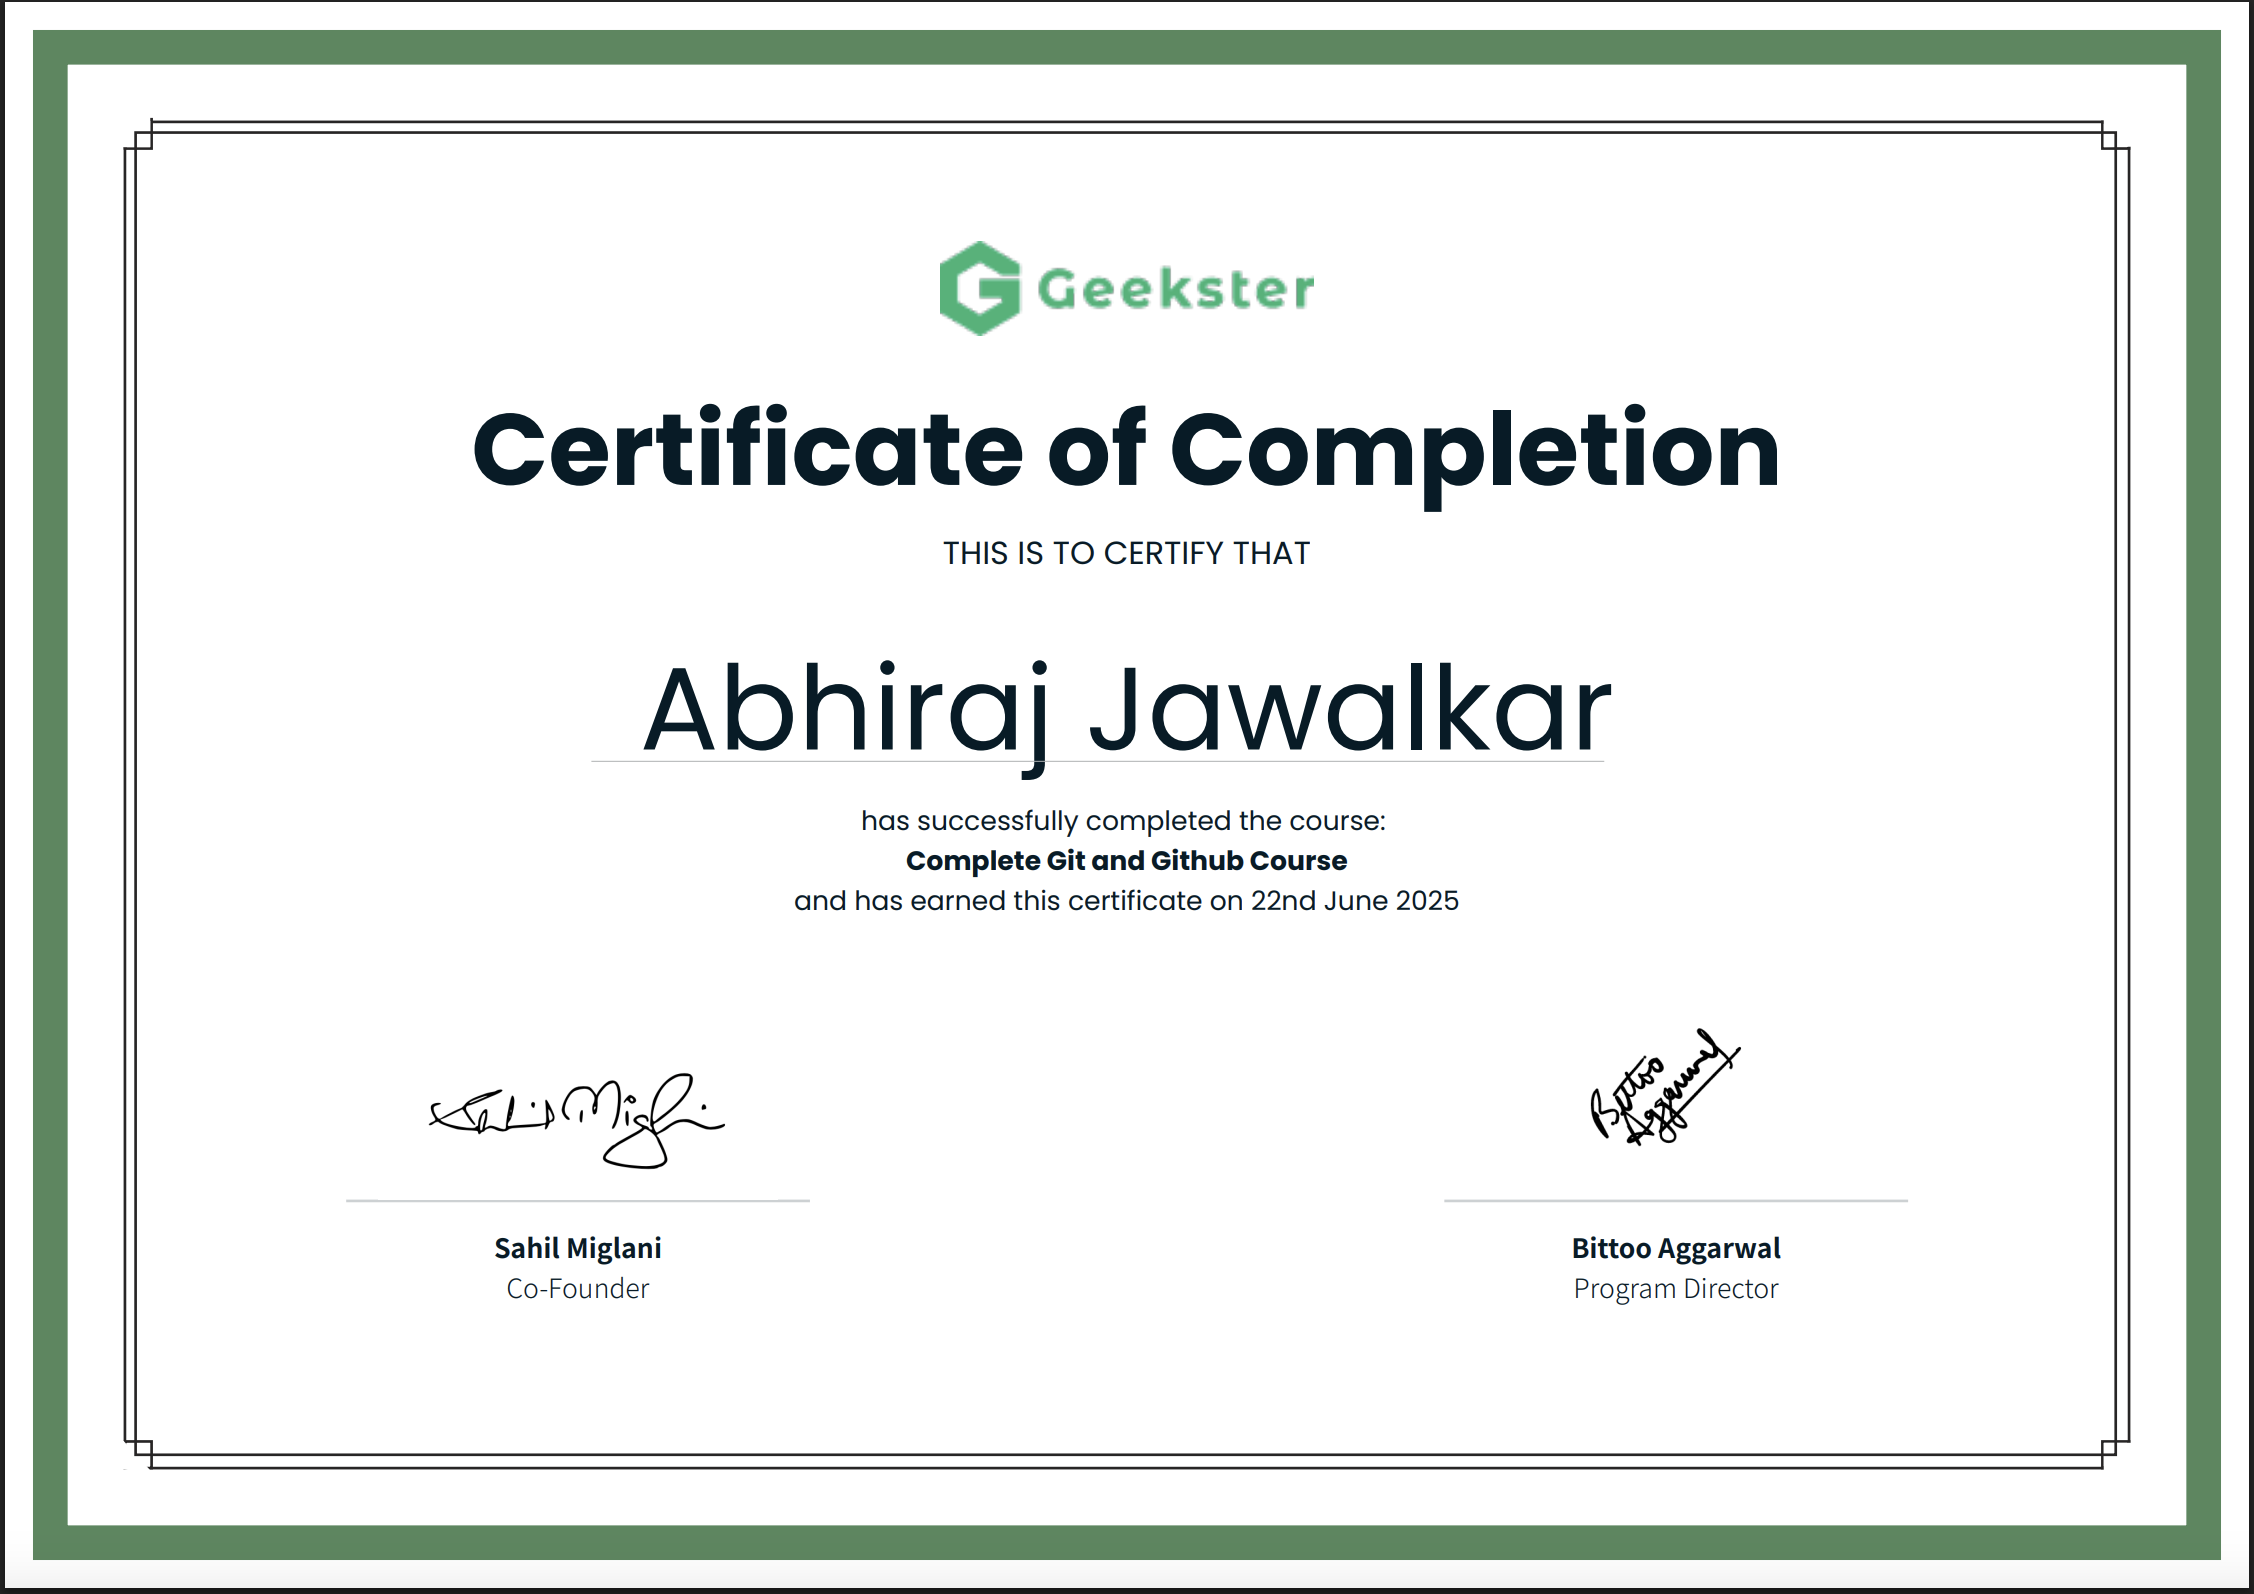 Geekster
Certificate of Completion
THIS IS TO CERTIFY THAT
Abhiraj Jawalkar
has successfully completed the course:
Complete Git and Github Course
and has earned this certificate on 22nd June 2025
Sahil Miglani
Bittoo
Aggarwal
Sahil Miglani
Co-Founder
Bittoo Aggarwal
Program Director